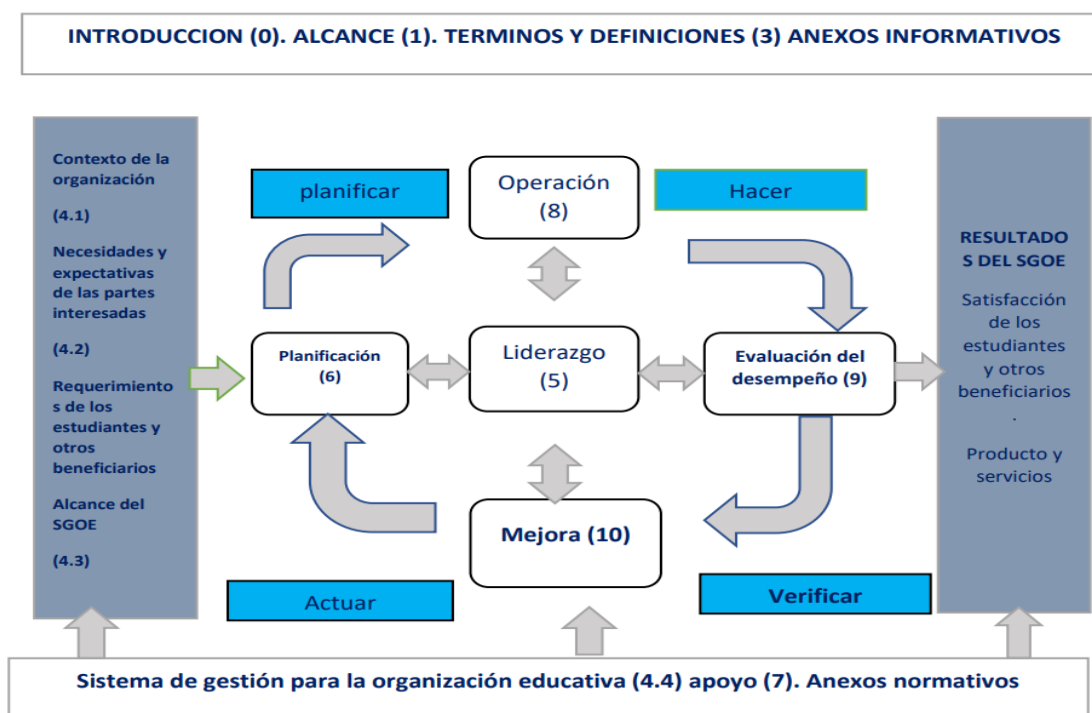 INTRODUCCION (0). ALCANCE (1). TERMINOS Y DEFINICIONES (3) ANEXOS INFORMATIVOS
Contexto de la
organización
(4.1)
Necesidades y
expectativas
de las partes
interesadas
(4.2)
Requerimiento
s de los
estudiantes y
otros
beneficiarios
Alcance del
SGOE
(4.3)
planificar
Operación
(8)
Hacer
Planificación
(6)
Liderazgo
(5)
Evaluación del
desempeño (9)
Mejora (10)
Actuar
Verificar
RESULTADO
S DEL SGOE
Satisfacción
de los
estudiantes
y otros
beneficiarios
.
Producto y
servicios
Sistema de gestión para la organización educativa (4.4) apoyo (7). Anexos normativos